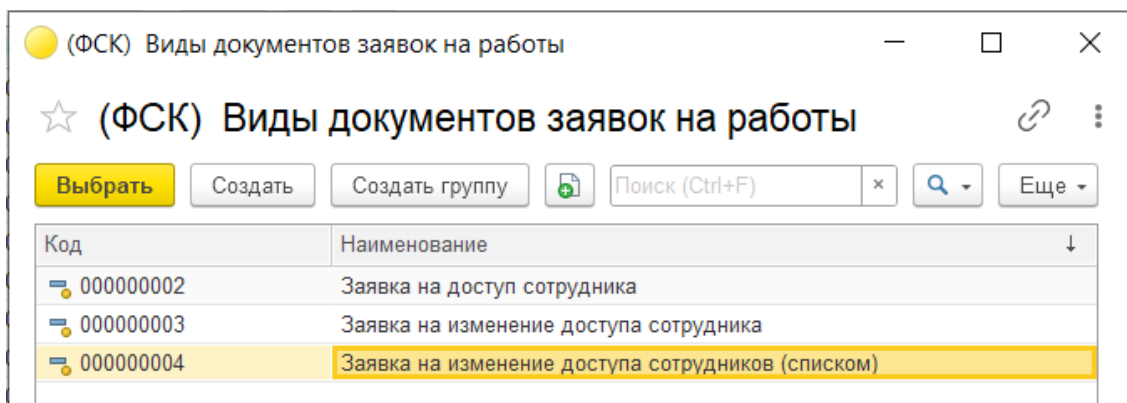 (ФСК) Виды документов заявок на работы
(ФСК) Виды документов заявок на работы
Выбрать Создать Создать группу Поиск (Ctrl+F) × Еще
Код Наименование ↓
000000002 Заявка на доступ сотрудника
000000003 Заявка на изменение доступа сотрудника
000000004 Заявка на изменение доступа сотрудников (списком)